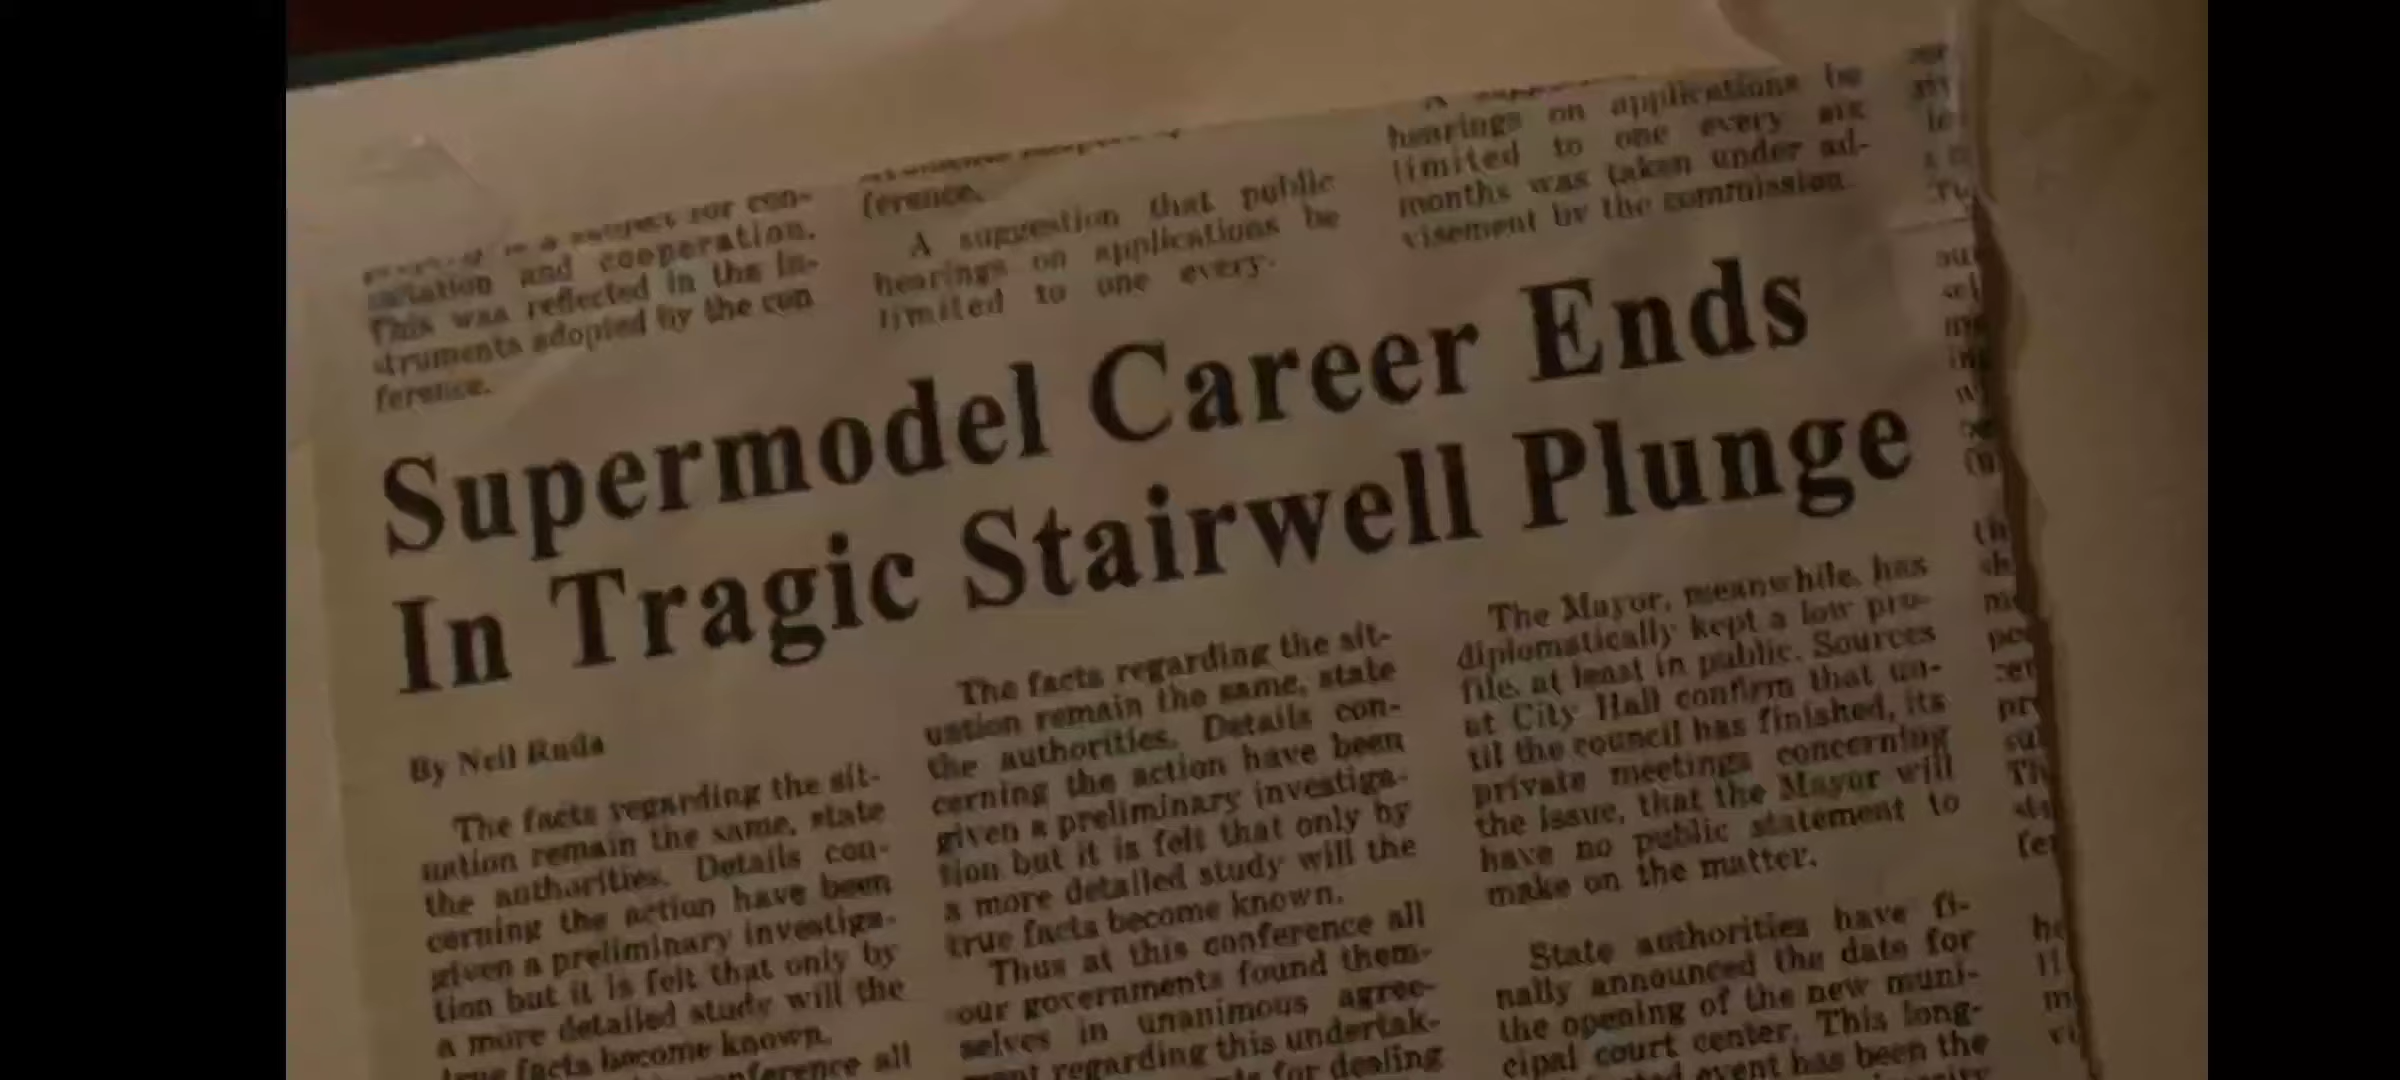 sultation and cooperation.
This was reflected in the in-
struments adopted by the con
ference.
ference.
A suggestion that public
hearings on applications be
limited to one every.
hearings on applications be
limited to one every six
months was taken under ad-
visement by the commission.
Supermodel Career Ends
In Tragic Stairwell Plunge
By Neil Ruda
The facts regarding the sit-
uation remain the same, state
the authorities. Details con-
cerning the action have been
given a preliminary investiga-
tion but it is felt that only by
a more detailed study will the
true facts become known.
conference all
The facts regarding the sit-
uation remain the same, state
the authorities. Details con-
cerning the action have been
given a preliminary investiga-
tion but it is felt that only by
a more detailed study will the
true facts become known.
Thus at this conference all
our governments found them-
selves in unanimous agree-
ment regarding this undertak-
for dealing
The Mayor, meanwhile, has
diplomatically kept a low pro-
file, at least in public. Sources
at City Hall confirm that un-
til the council has finished, its
private meetings concerning
the issue, that the Mayor will
have no public statement to
make on the matter.
State authorities have fi-
nally announced the date for
the opening of the new muni-
cipal court center. This long-
event has been the